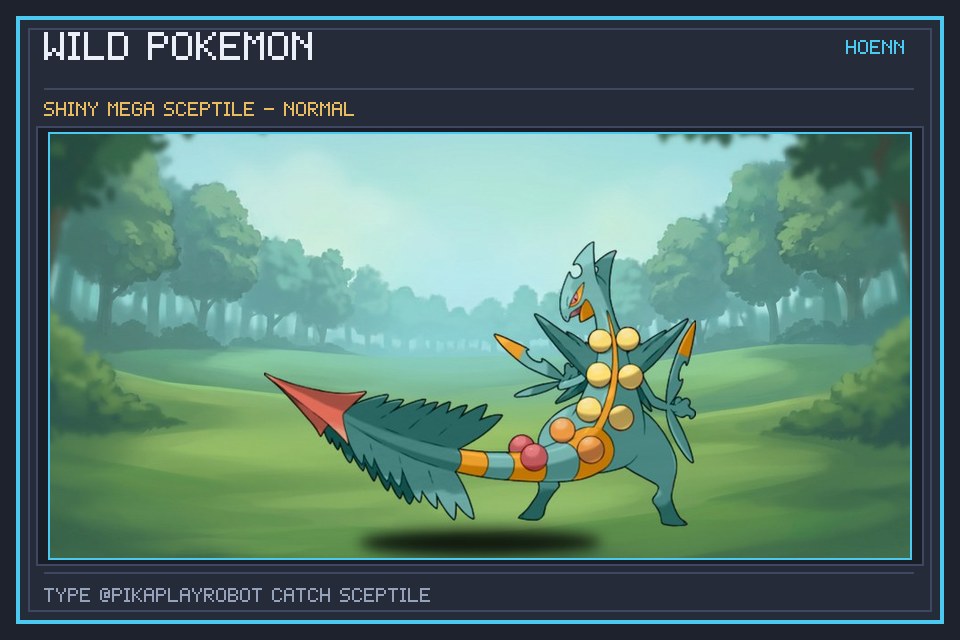 WILD POKEMON
HOENN
SHINY MEGA SCEPTILE - NORMAL
TYPE @PIKAPLAYROBOT CATCH SCEPTILE